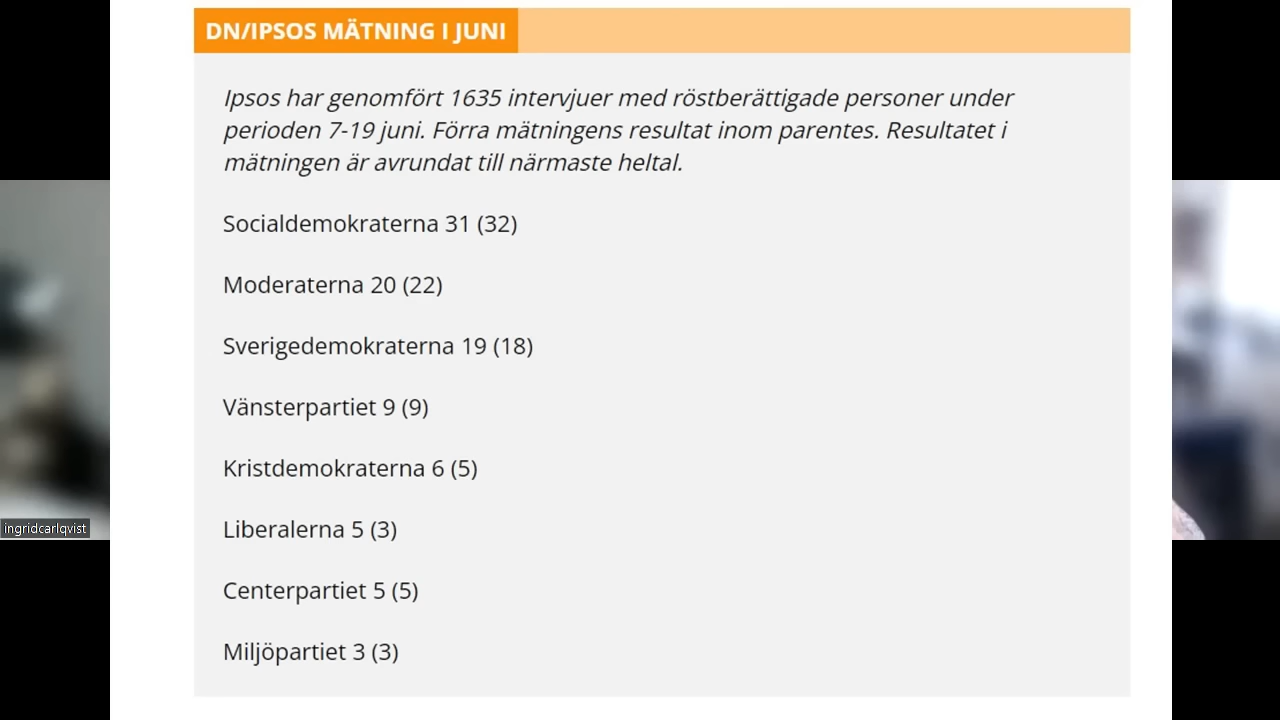 DN/IPSOS MÄTNING I JUNI
Ipsos har genomfört 1635 intervjuer med röstberättigade personer under
perioden 7-19 juni. Förra mätningens resultat inom parentes. Resultatet i
mätningen är avrundat till närmaste heltal.
Socialdemokraterna 31 (32)
Moderaterna 20 (22)
Sverigedemokraterna 19 (18)
Vänsterpartiet 9 (9)
Kristdemokraterna 6 (5)
Liberalerna 5 (3)
Centerpartiet 5 (5)
Miljöpartiet 3 (3)
ingridcarlqvist